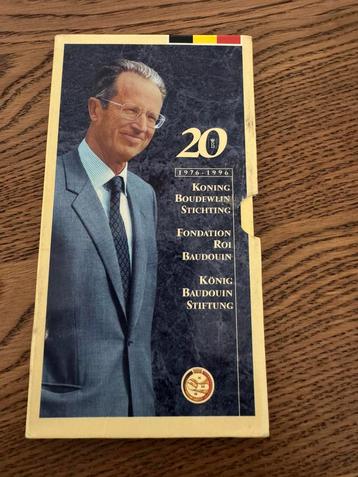 20
1976-1996
KONING
BOUDEWIJN
STICHTING
FONDATION
ROI
BAUDOUIN
KÖNIG
BAUDOUIN
STIFTUNG